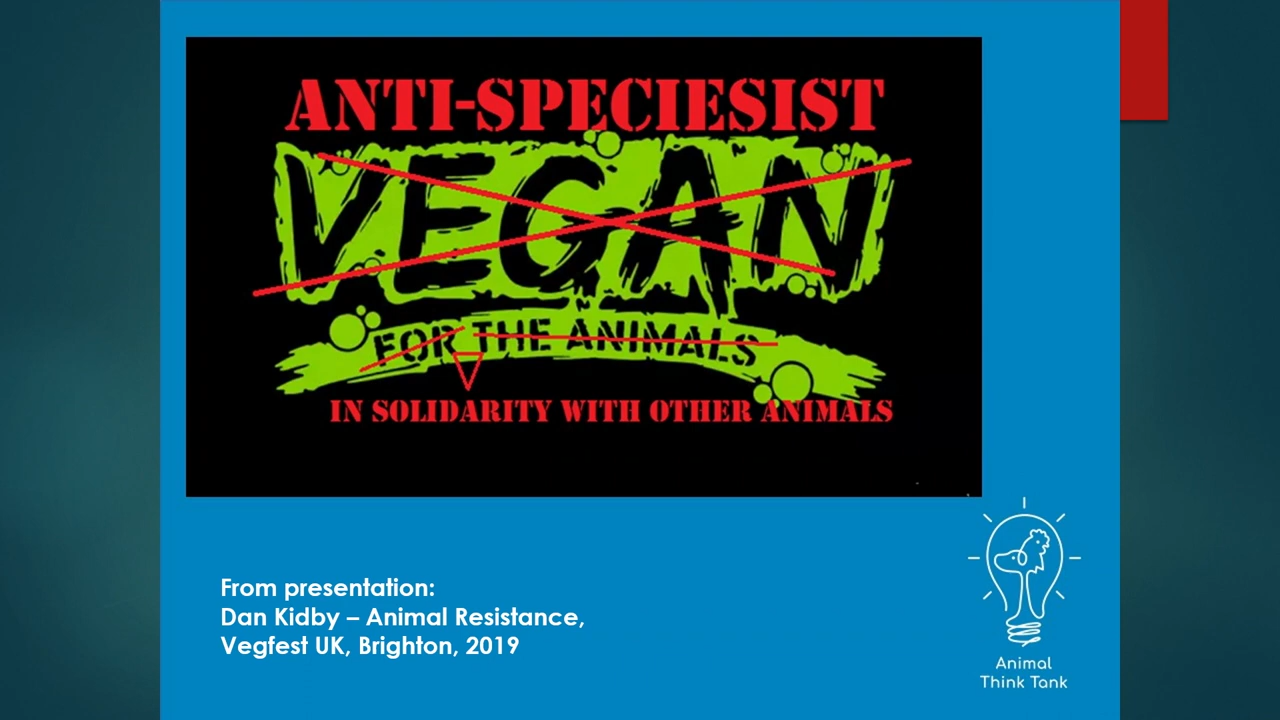 ANTI-SPECIESIST
VEGAN
FOR THE ANIMALS
IN SOLIDARITY WITH OTHER ANIMALS
From presentation:
Dan Kidby – Animal Resistance,
Vegfest UK, Brighton, 2019
Animal
Think Tank